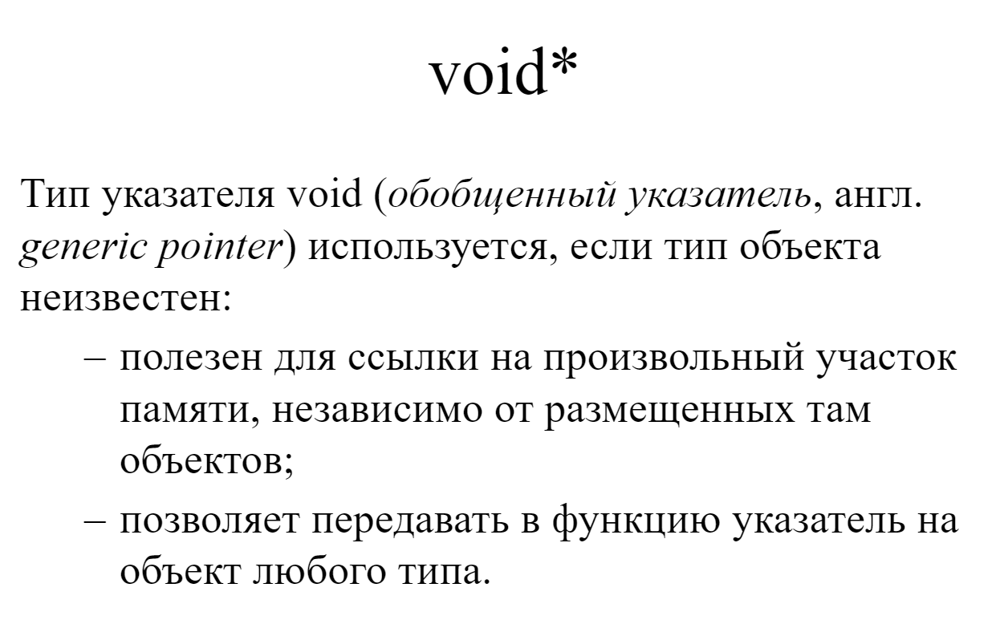 void*
Тип указателя void (обобщенный указатель, англ.
generic pointer) используется, если тип объекта
неизвестен:
– полезен для ссылки на произвольный участок
памяти, независимо от размещенных там
объектов;
– позволяет передавать в функцию указатель на
объект любого типа.